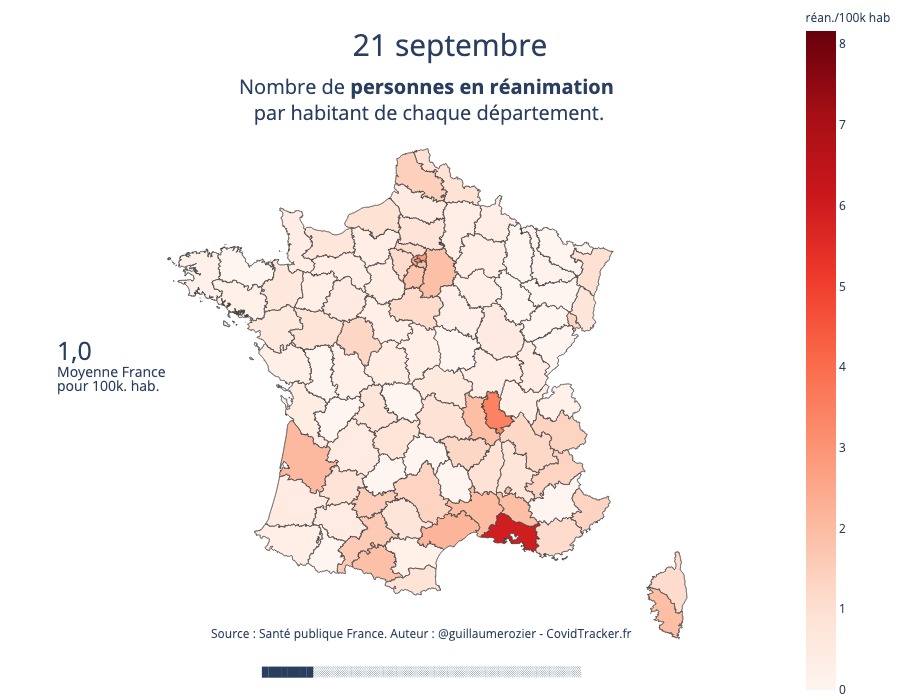 réan./100k hab
21 septembre
Nombre de personnes en réanimation
par habitant de chaque département.
8
7
6
5
4
3
2
1
0
1,0
Moyenne France
pour 100k. hab.
Source : Santé publique France. Auteur : @guillaumerozier - CovidTracker.fr